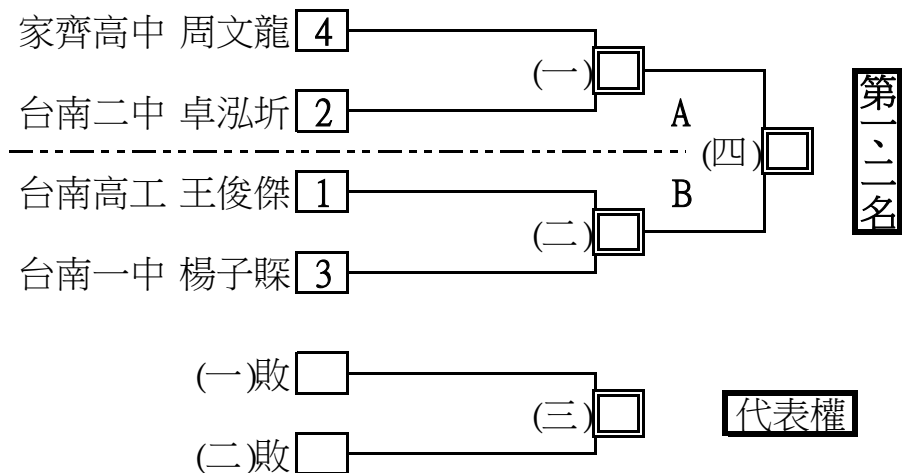 家齊高中 周文龍 4
(一)
台南二中 卓泓圻 2
A
(四)
第一、二名
台南高工 王俊傑 1
B
(二)
台南一中 楊子賝 3
(一)敗
(三)
代表權
(二)敗